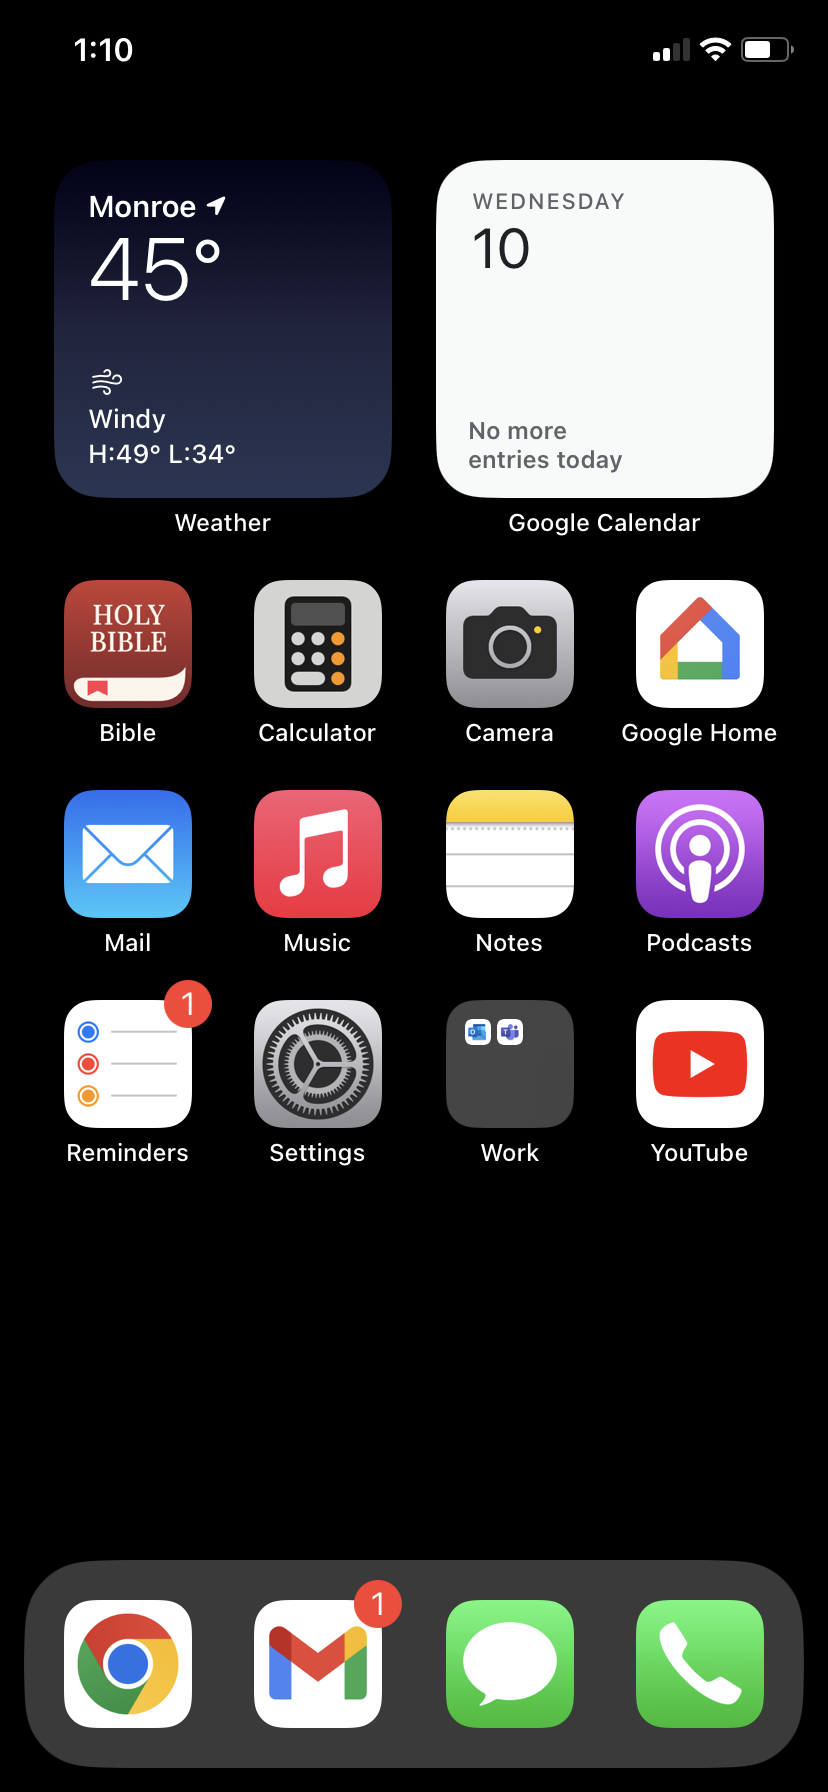 1:10
Monroe
45°
Windy
H:49° L:34°
Weather
WEDNESDAY
10
No more
entries today
Google Calendar
HOLY
BIBLE
Bible
Calculator
Camera
Google Home
Mail
Music
Notes
Podcasts
1
Reminders
Settings
Work
YouTube
1